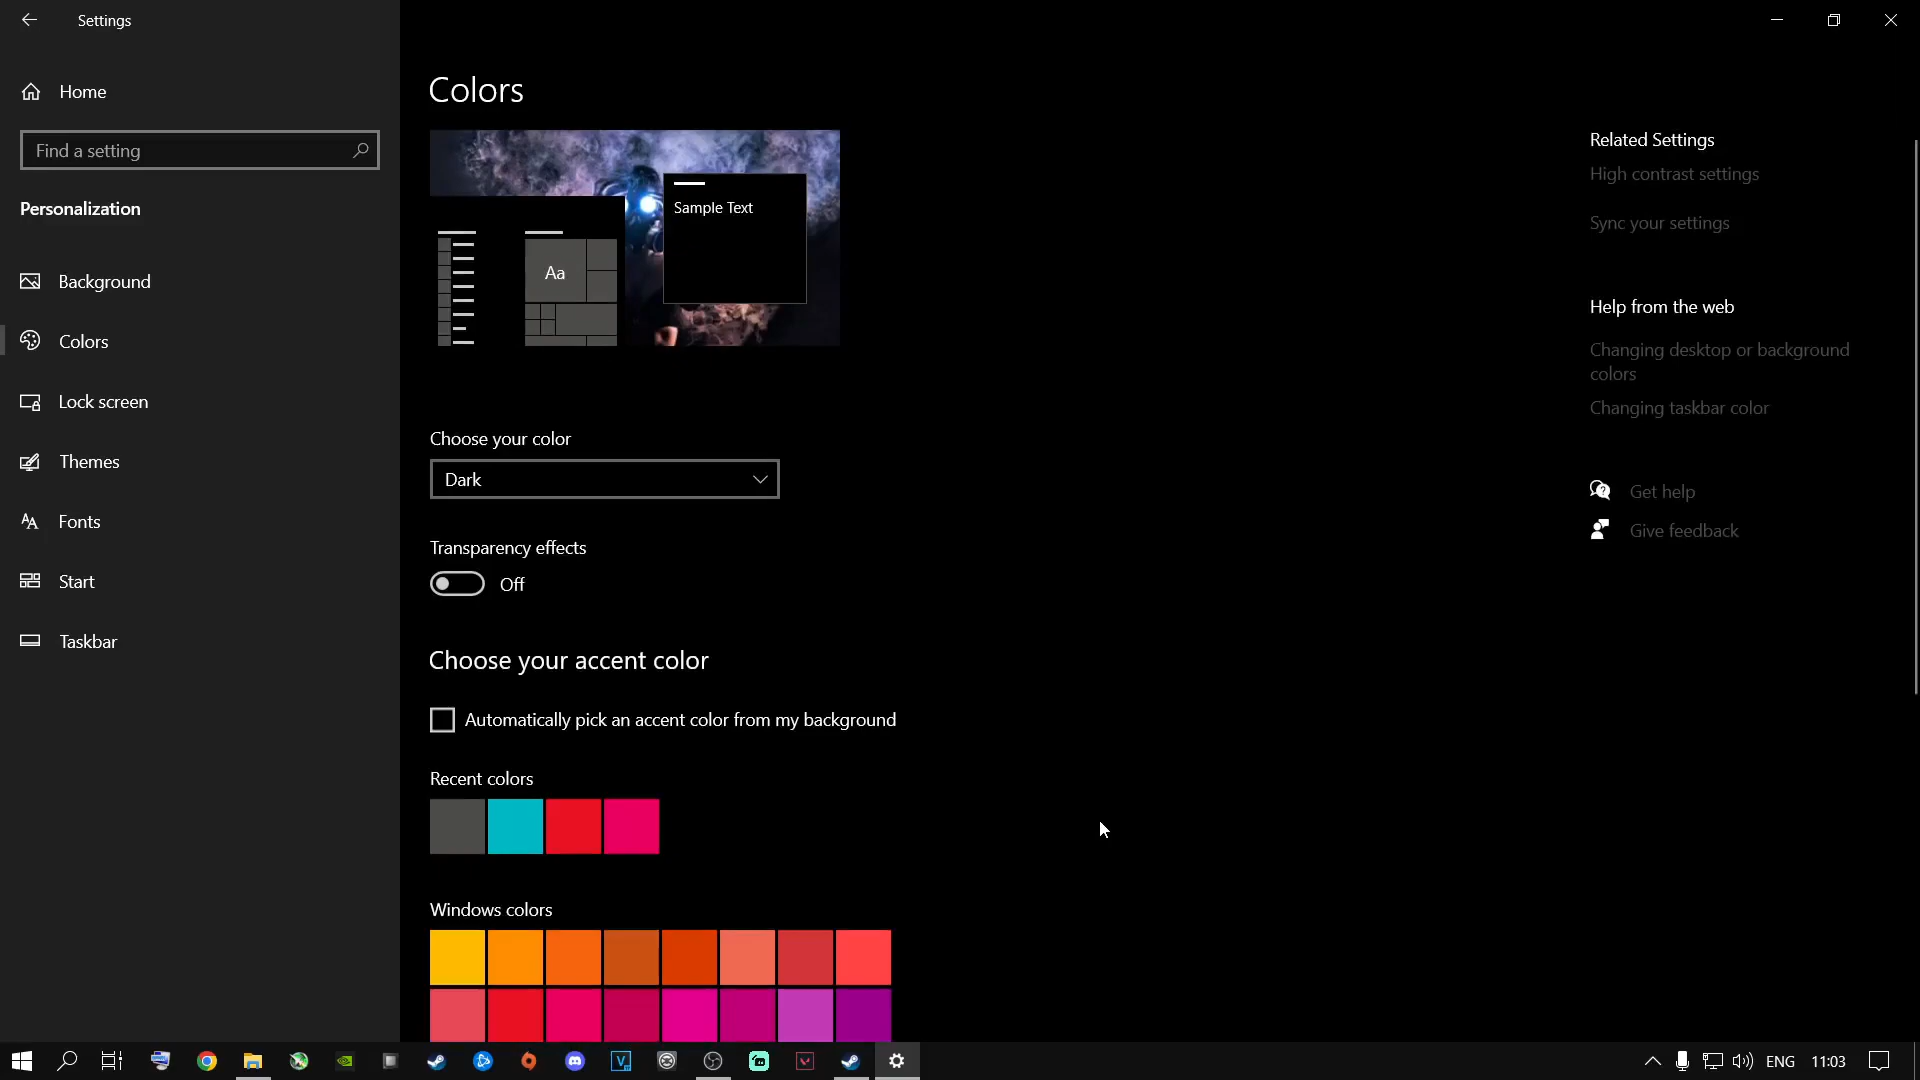 Settings
Home
Find a setting
Personalization
Background
Colors
Lock screen
Themes
Fonts
Start
Taskbar
Colors
Sample Text
Aa
Choose your color
Dark
Transparency effects
Off
Choose your accent color
Automatically pick an accent color from my background
Recent colors
Windows colors
Related Settings
High contrast settings
Sync your settings
Help from the web
Changing desktop or background
colors
Changing taskbar color
Get help
Give feedback
ENG
11:03